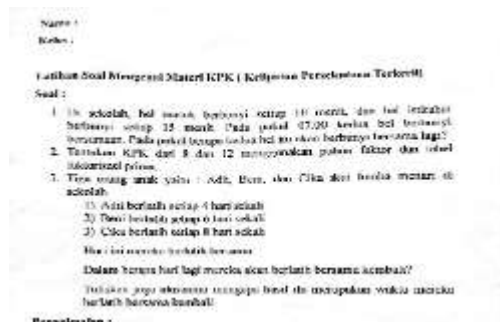 Nama :
Kelas :
Latihan Soal Mengenai Materi KPK ( Kelipatan Persekutuan Terkecil)
Soal :
1. Di sekolah, bel masuk berbunyi setiap 10 menit, dan bel istirahat
berbunyi setiap 15 menit. Pada pukul 07.00 kedua bel berbunyi
bersamaan. Pada pukul berapa kedua bel itu akan berbunyi bersama lagi?
2. Tentukan KPK dari 8 dan 12 menggunakan pohon faktor dan tabel
faktorisasi prima.
3. Tiga orang anak yaitu : Adit, Beni, dan Cika akan menari di
sekolah
1) Adit berlatih setiap 4 hari sekali
2) Beni berlatih setiap 6 hari sekali
3) Cika berlatih setiap 8 hari sekali
Hari ini mereka berlatih bersama
Dalam berapa hari lagi mereka akan berlatih bersama kembali?
Tuliskan juga alasanmu mengapa hasil itu merupakan waktu mereka
berlatih bersama kembali!